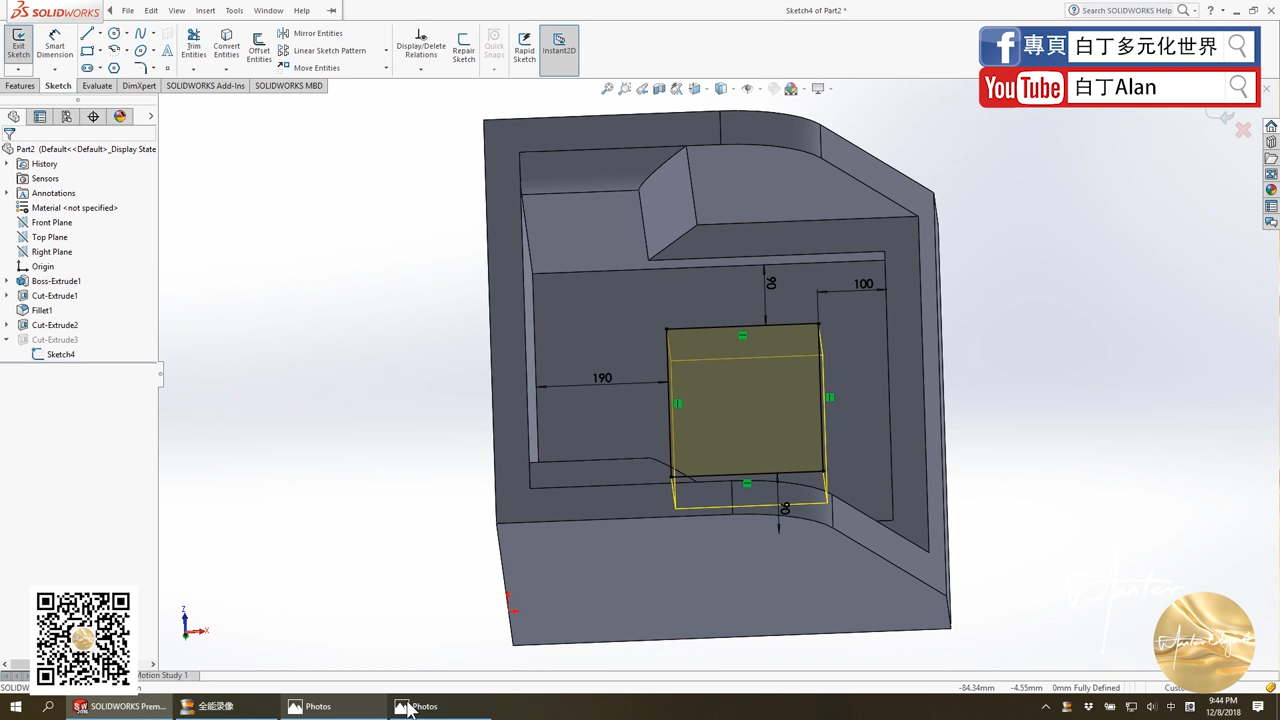 SOLIDWORKS
File Edit View Insert Tools Window Help
Sketch4 of Part2 *
Search SOLIDWORKS Help
Exit Sketch
Smart Dimension
Trim Entities
Convert Entities
Offset Entities
Mirror Entities
Linear Sketch Pattern
Move Entities
Display/Delete Relations
Repair Sketch
Quick Snaps
Rapid Sketch
Instant2D
專頁 白丁多元化世界
YouTube 白丁Alan
Features Sketch Evaluate DimXpert SOLIDWORKS Add-Ins SOLIDWORKS MBD
Part2 (Default<<Default>_Display State
History
Sensors
Annotations
Material <not specified>
Front Plane
Top Plane
Right Plane
Origin
Boss-Extrude1
Cut-Extrude1
Fillet1
Cut-Extrude2
Cut-Extrude3
Sketch4
90
100
190
90
Z
X
Motion Study 1
SOLIDW
-84.34mm -4.55mm 0mm Fully Defined
SOLIDWORKS Prem...
全能录像
Photos
Photos
中
9:44 PM
12/8/2018